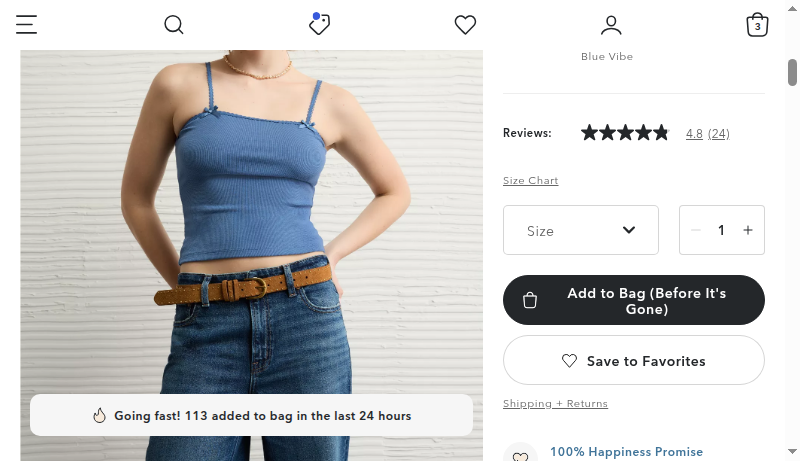 3
Blue Vibe
Reviews:
4.8 (24)
Size Chart
Size
1
Add to Bag (Before It's
Gone)
Save to Favorites
Shipping + Returns
Going fast! 113 added to bag in the last 24 hours
100% Happiness Promise